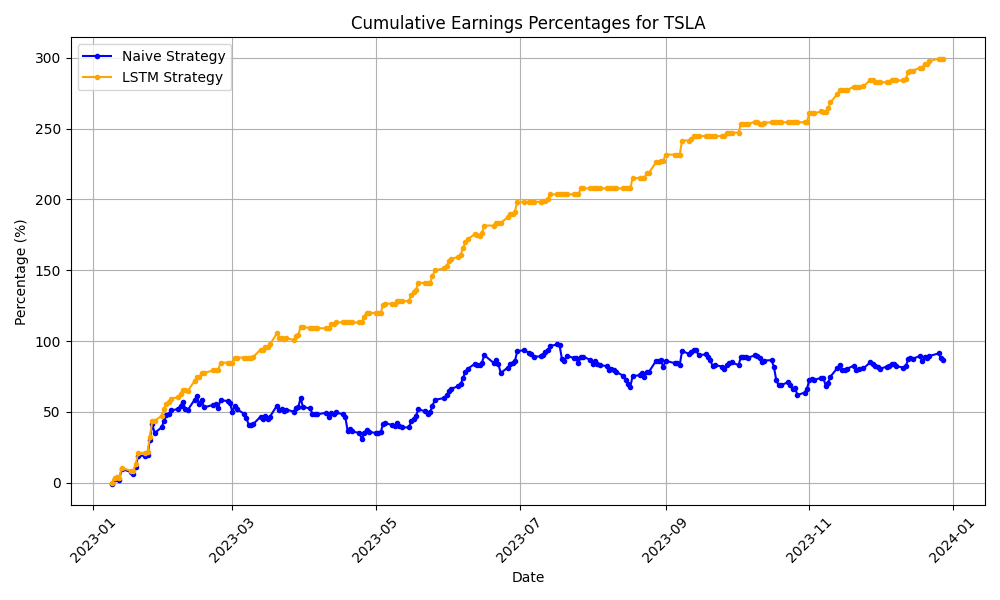 Cumulative Earnings Percentages for TSLA
Naive Strategy
LSTM Strategy
Percentage (%)
300
250
200
150
100
50
0
2023-01
2023-03
2023-05
2023-07
2023-09
2023-11
2024-01
Date